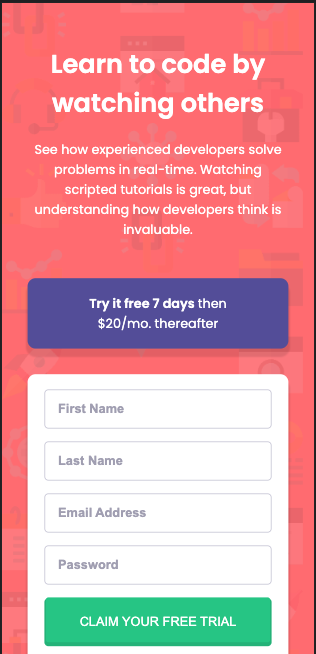 Learn to code by
watching others
See how experienced developers solve
problems in real-time. Watching
scripted tutorials is great, but
understanding how developers think is
invaluable.
Try it free 7 days then
$20/mo. thereafter
First Name
Last Name
Email Address
Password
CLAIM YOUR FREE TRIAL